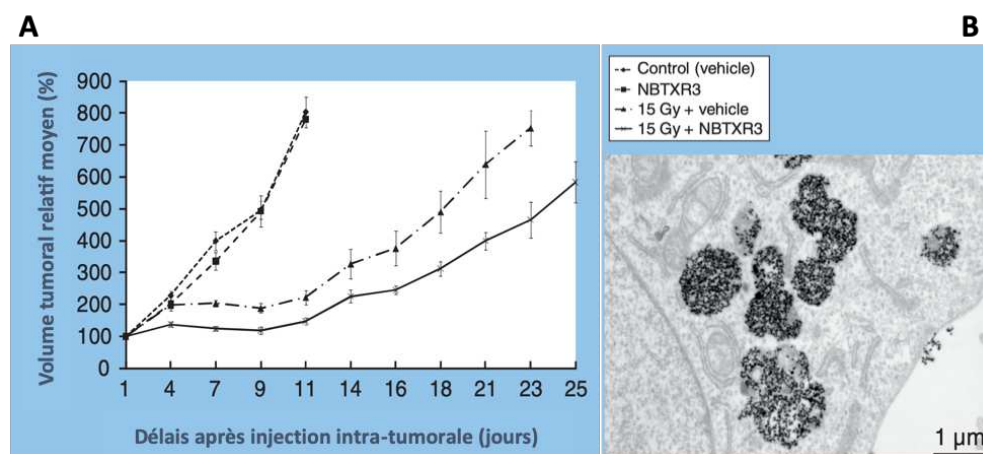 A
B
Volume tumoral relatif moyen (%)
900
800
700
600
500
400
300
200
100
0
1 4 7 9 11 14 16 18 21 23 25
Délais après injection intra-tumorale (jours)
Control (vehicle)
NBTXR3
15 Gy + vehicle
15 Gy + NBTXR3
1 µm